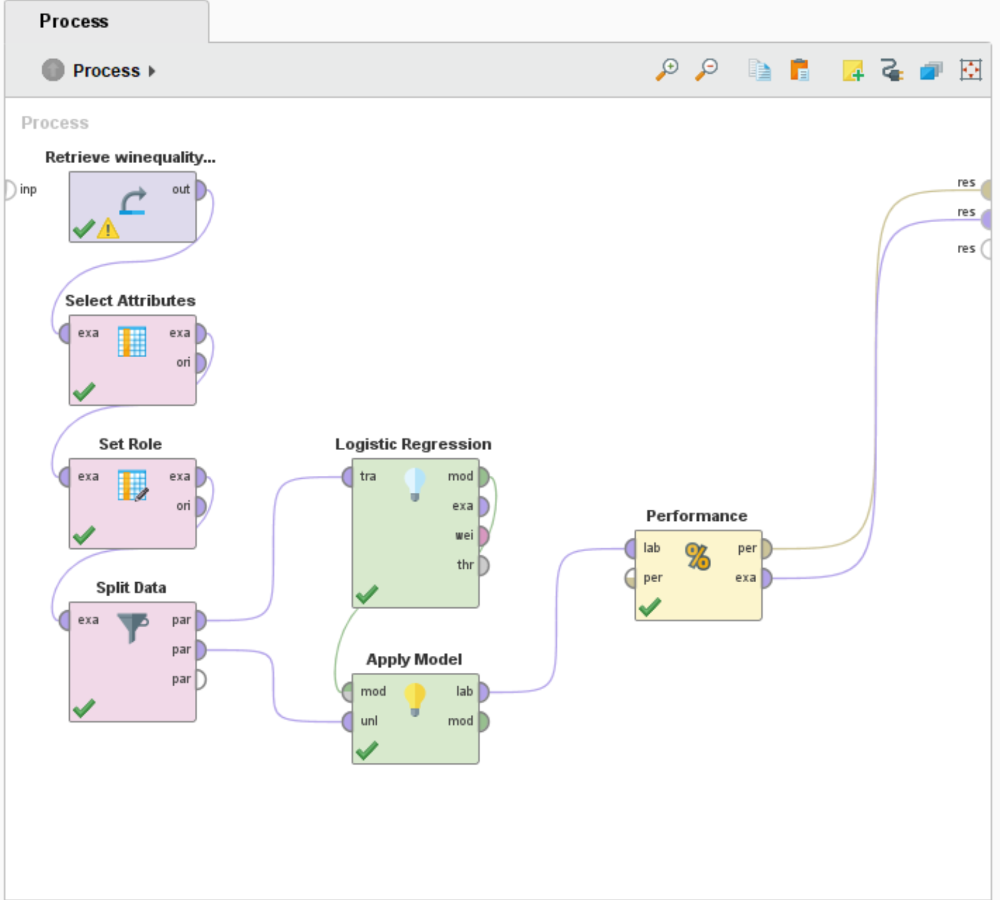 Process
Process
Process
Retrieve winequality...
inp
out
res
res
res
Select Attributes
exa
exa
ori
Set Role
exa
exa
ori
Logistic Regression
tra
mod
exa
wei
thr
Performance
lab
per
per
exa
Split Data
exa
par
par
par
Apply Model
mod
lab
unl
mod